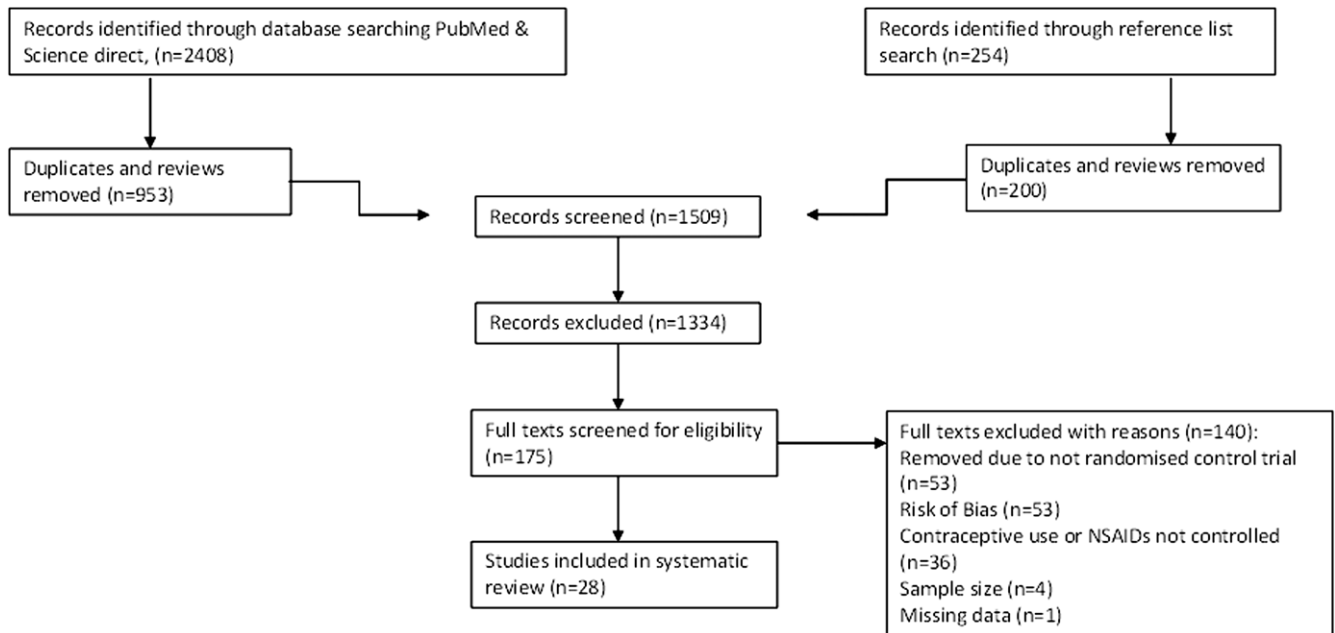 Records identified through database searching PubMed &
Science direct, (n=2408)
Records identified through reference list
search (n=254)
Duplicates and reviews
removed (n=953)
Duplicates and reviews removed
(n=200)
Records screened (n=1509)
Records excluded (n=1334)
Full texts screened for eligibility
(n=175)
Full texts excluded with reasons (n=140):
Removed due to not randomised control trial
(n=53)
Risk of Bias (n=53)
Contraceptive use or NSAIDs not controlled
(n=36)
Sample size (n=4)
Missing data (n=1)
Studies included in systematic
review (n=28)